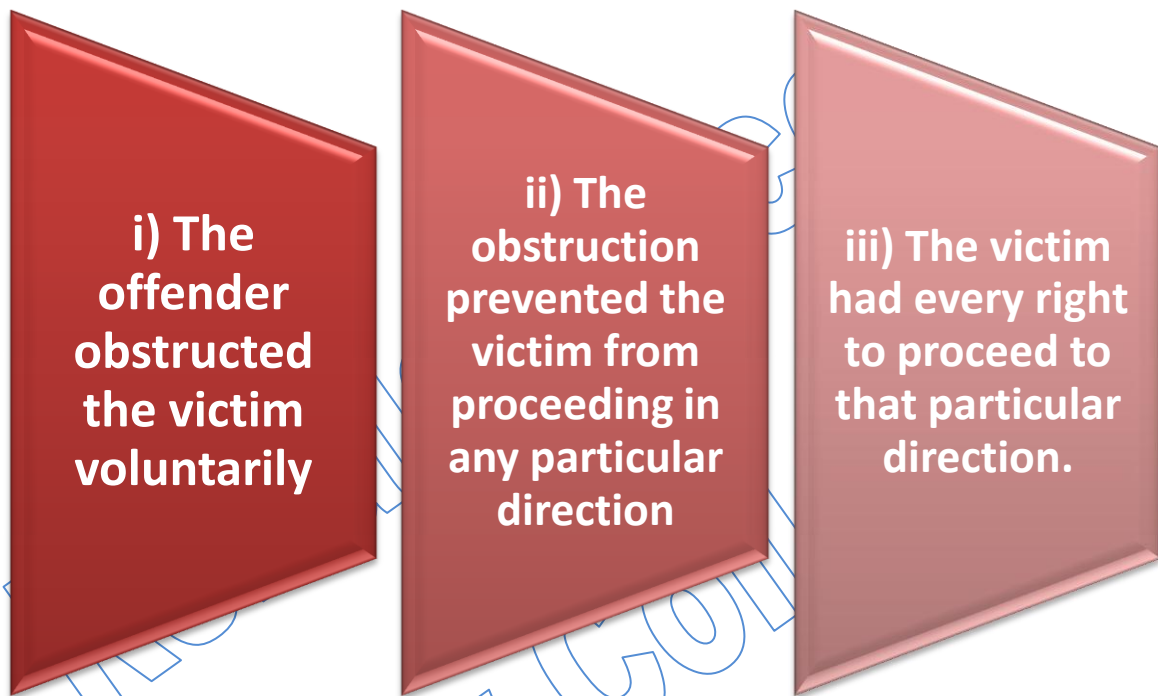 i) The
offender
obstructed
the victim
voluntarily
ii) The
obstruction
prevented the
victim from
proceeding in
any particular
direction
iii) The victim
had every right
to proceed to
that particular
direction.